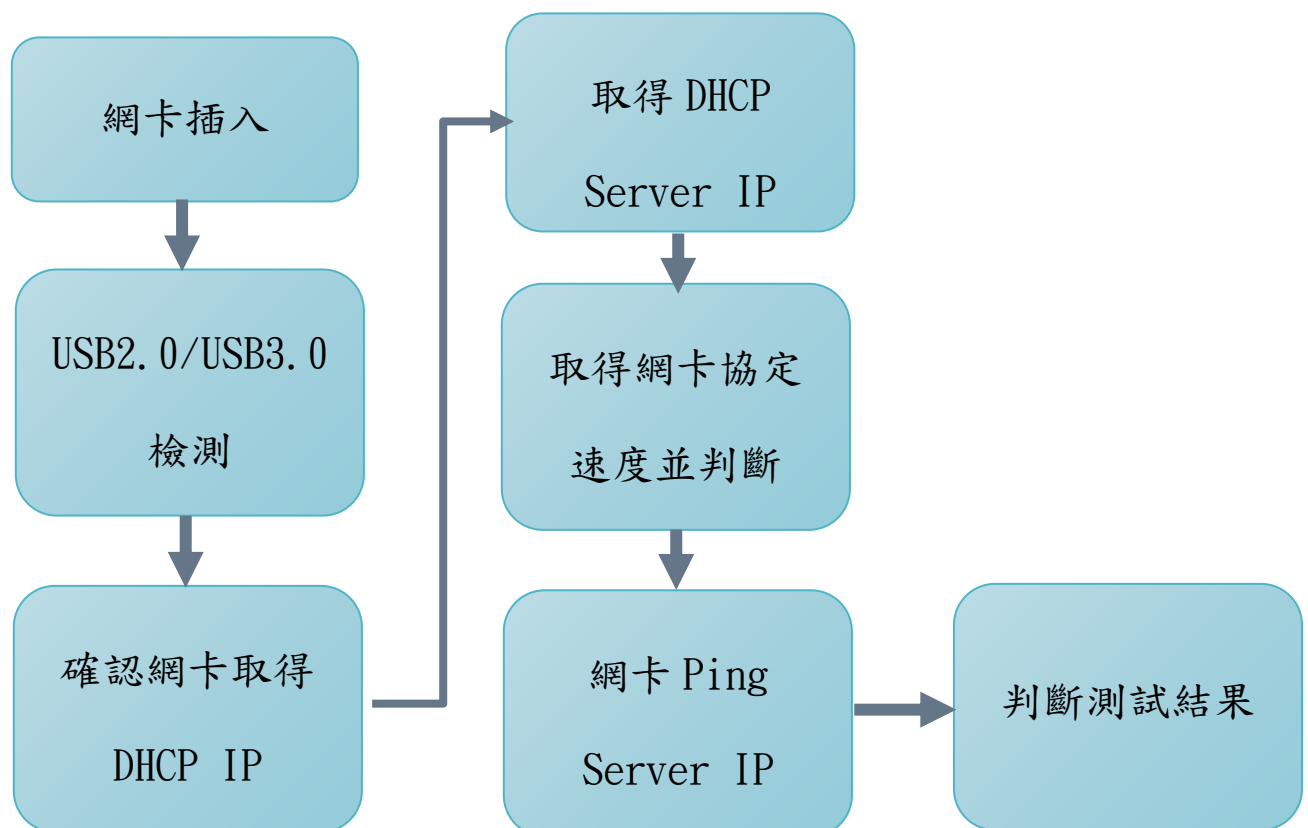 網卡插入
USB2.0/USB3.0
檢測
確認網卡取得
DHCP IP
取得 DHCP
Server IP
取得網卡協定
速度並判斷
網卡 Ping
Server IP
判斷測試結果